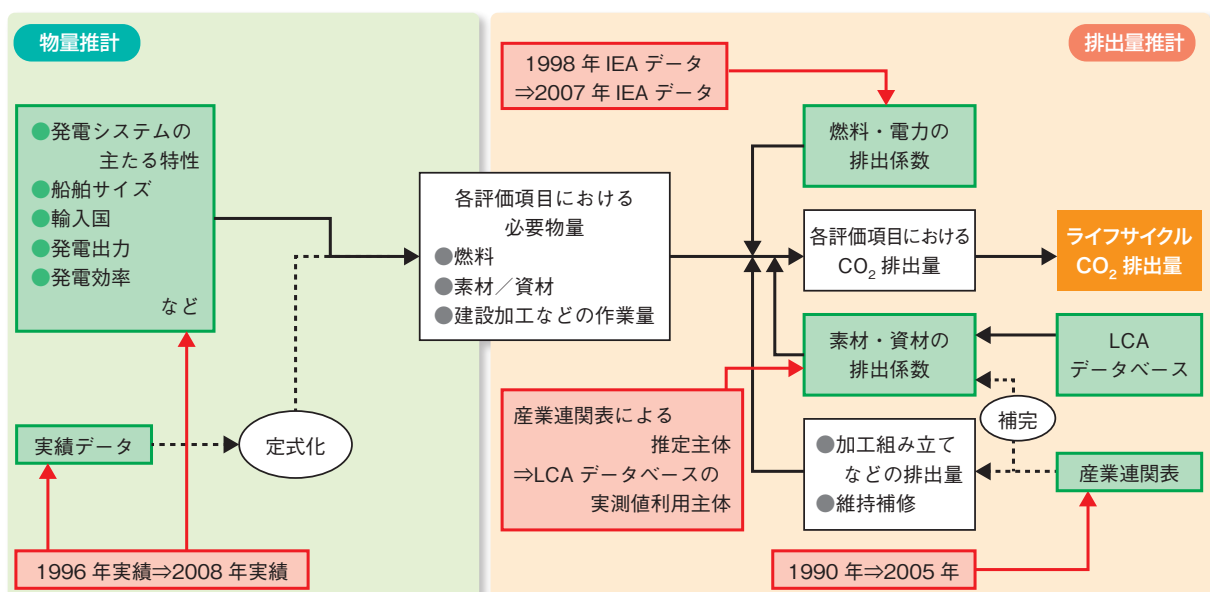 物量推計
●発電システムの
主たる特性
●船舶サイズ
●輸入国
●発電出力
●発電効率
など
実績データ
定式化
1996 年実績⇒2008 年実績
各評価項目における
必要物量
●燃料
●素材／資材
●建設加工などの作業量
排出量推計
1998 年 IEA データ
⇒2007 年 IEA データ
燃料・電力の
排出係数
各評価項目における
CO₂ 排出量
ライフサイクル
CO₂ 排出量
素材・資材の
排出係数
LCA
データベース
産業連関表による
推定主体
⇒LCA データベースの
実測値利用主体
補完
●加工組み立て
などの排出量
●維持補修
産業連関表
1990 年⇒2005 年